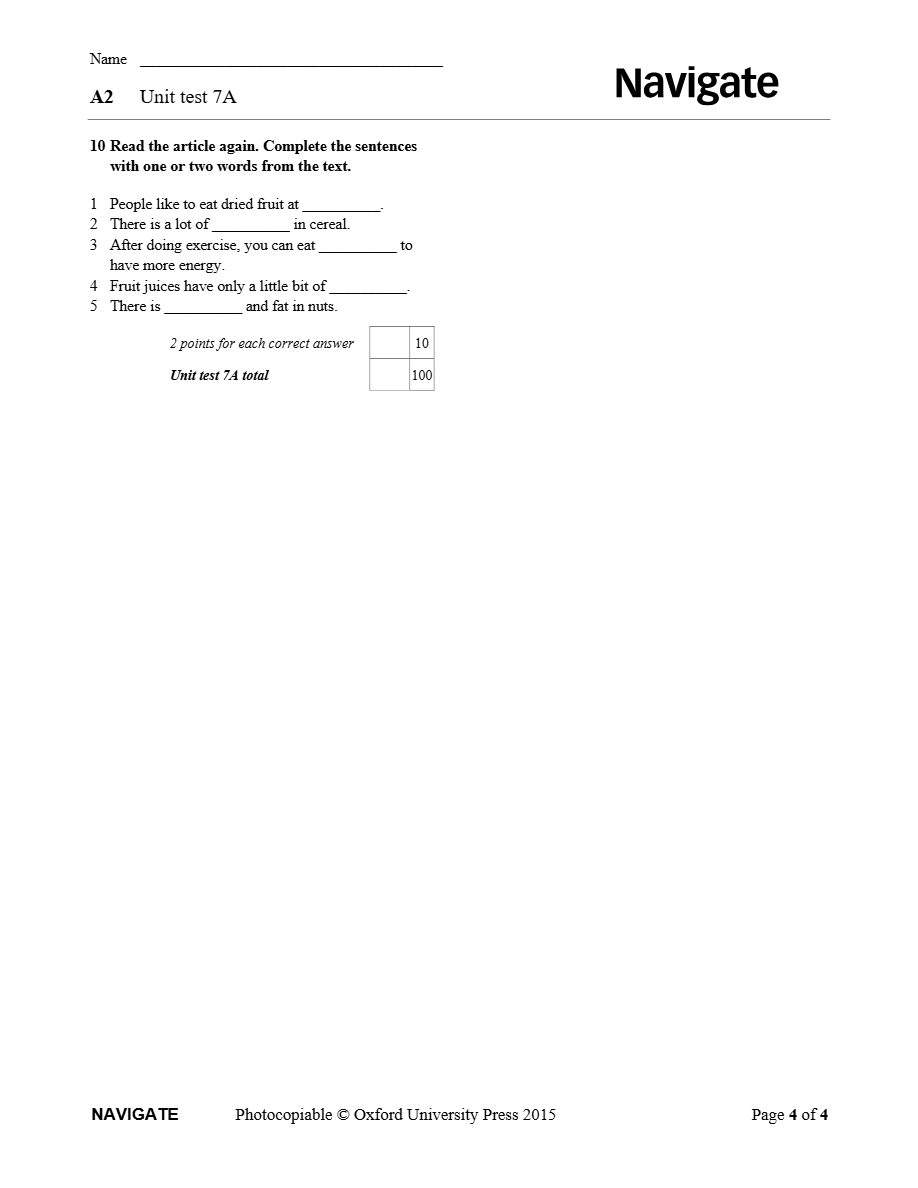 Name ______________________________________
Navigate
A2 Unit test 7A
10 Read the article again. Complete the sentences
with one or two words from the text.
1 People like to eat dried fruit at __________.
2 There is a lot of __________ in cereal.
3 After doing exercise, you can eat __________ to
have more energy.
4 Fruit juices have only a little bit of __________.
5 There is __________ and fat in nuts.
2 points for each correct answer 10
Unit test 7A total 100
NAVIGATE Photocopiable © Oxford University Press 2015 Page 4 of 4